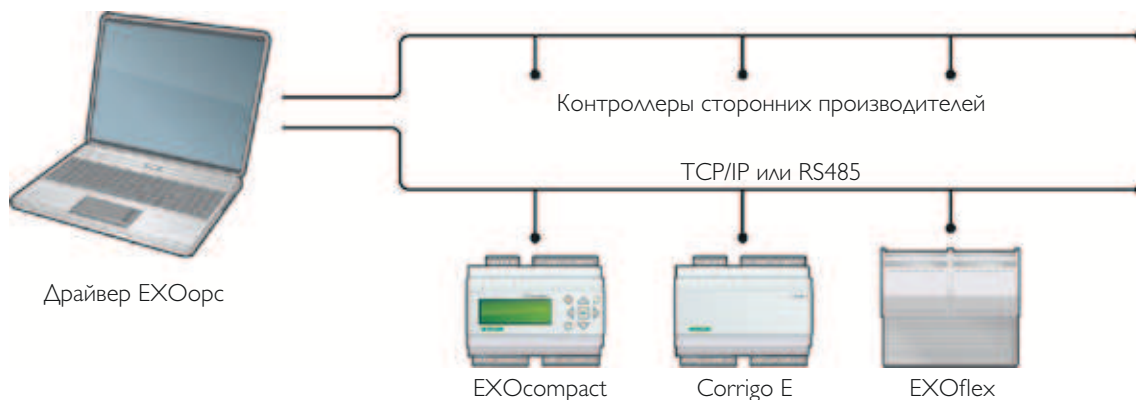 Контроллеры сторонних производителей
TCP/IP или RS485
Драйвер EXOopc
EXOcompact
Corrigo E
EXOflex